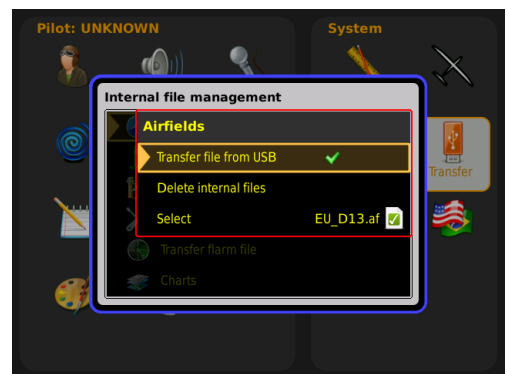 Pilot: UNKNOWN
System
Internal file management
Airfields
Transfer file from USB
Transfer
Delete internal files
Select
EU_D13.af
Transfer flarm file
Charts